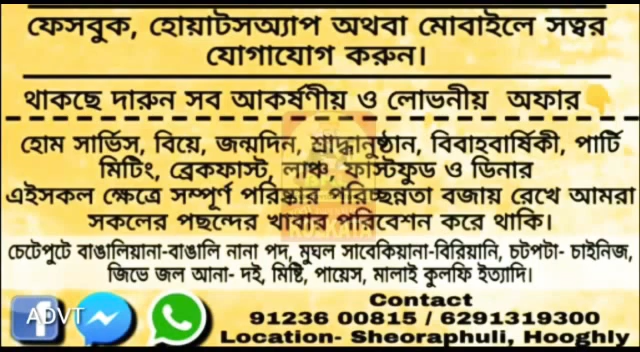 ফেসবুক, হোয়াটসঅ্যাপ অথবা মোবাইলে সত্বর
যোগাযোগ করুন।
থাকছে দারুন সব আকর্ষণীয় ও লোভনীয় অফার👇
হোম সার্ভিস, বিয়ে, জন্মদিন, শ্রাদ্ধানুষ্ঠান, বিবাহবার্ষিকী, পার্টি
মিটিং, ব্রেকফাস্ট, লাঞ্চ, ফাস্টফুড ও ডিনার
এইসকল ক্ষেত্রে সম্পূর্ণ পরিষ্কার পরিচ্ছন্নতা বজায় রেখে আমরা
সকলের পছন্দের খাবার পরিবেশন করে থাকি।
চেটেপুটে বাঙালিয়ানা-বাঙালি নানা পদ, মুঘল সাবেকিয়ানা-বিরিয়ানি, চটপটা- চাইনিজ,
জিভে জল আনা- দই, মিষ্টি, পায়েস, মালাই কুলফি ইত্যাদি।
Contact
91236 00815 / 6291319300
Location- Sheoraphuli, Hooghly
ADVT